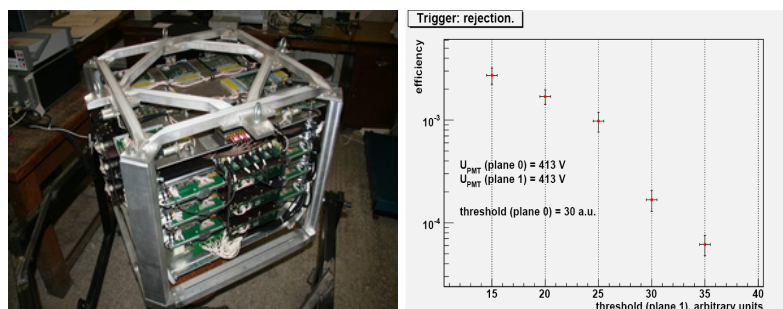 Trigger: rejection.
efficiency
10⁻³
U_PMT (plane 0) = 413 V
U_PMT (plane 1) = 413 V
threshold (plane 0) = 30 a.u.
10⁻⁴
15 20 25 30 35 40
threshold (plane 1), arbitrary units